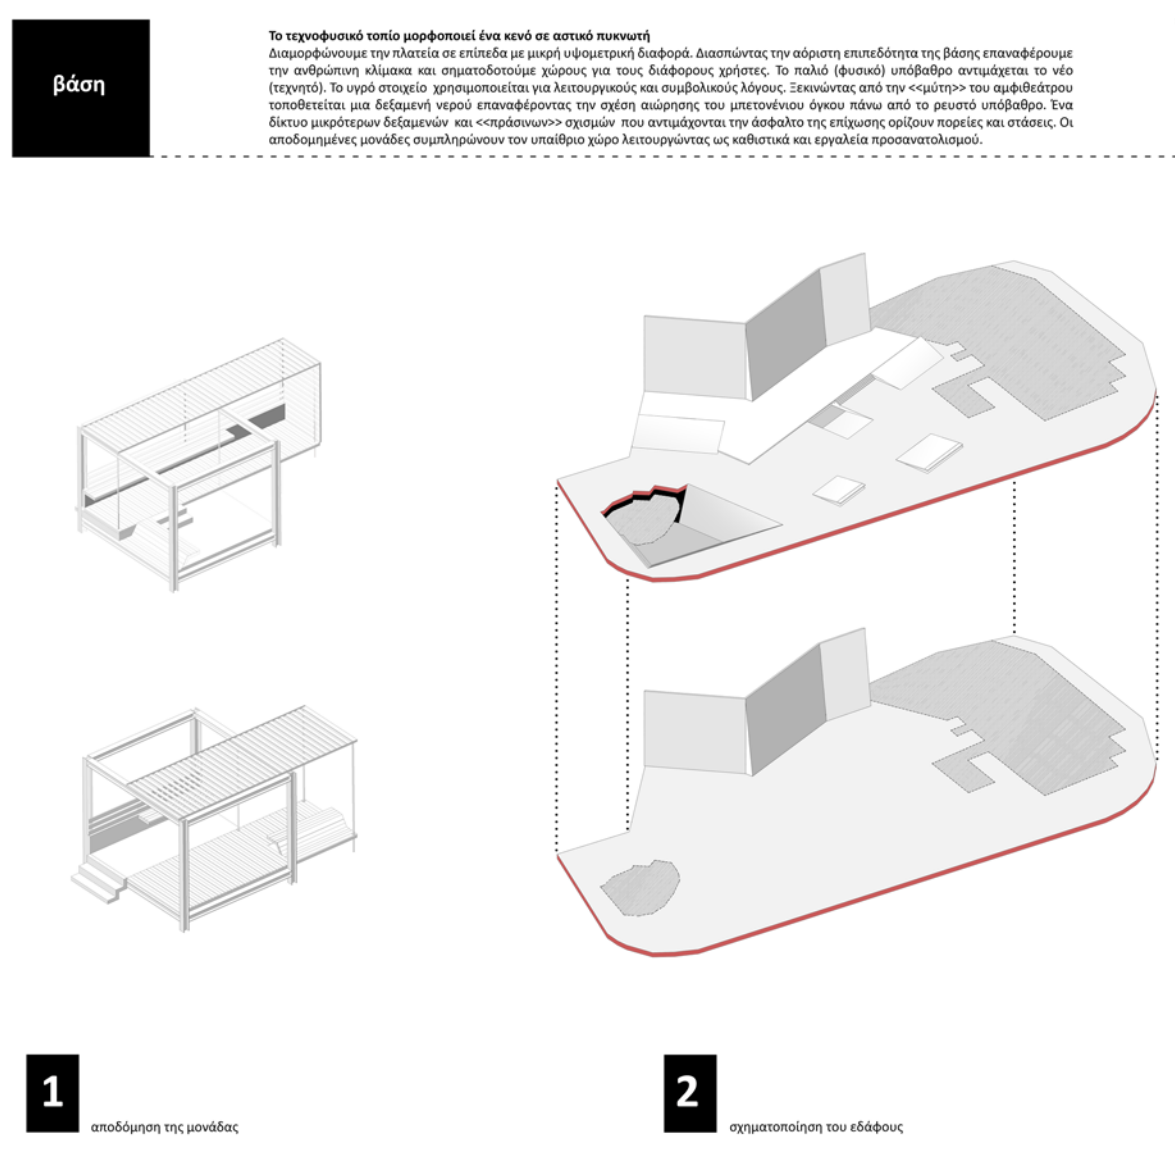 βάση
Το τεχνοφυσικό τοπίο μορφοποιεί ένα κενό σε αστικό πυκνωτή
Διαμορφώνουμε την πλατεία σε επίπεδα με μικρή υψομετρική διαφορά. Διασπώντας την αόριστη επιπεδότητα της βάσης επαναφέρουμε
την ανθρώπινη κλίμακα και σηματοδοτούμε χώρους για τους διάφορους χρήστες. Το παλιό (φυσικό) υπόβαθρο αντιμάχεται το νέο
(τεχνητό). Το υγρό στοιχείο χρησιμοποιείται για λειτουργικούς και συμβολικούς λόγους. Ξεκινώντας από την <<μύτη>> του αμφιθεάτρου
τοποθετείται μια δεξαμενή νερού επαναφέροντας την σχέση αιώρησης του μπετονένιου όγκου πάνω από το ρευστό υπόβαθρο. Ένα
δίκτυο μικρότερων δεξαμενών και <<πράσινων>> σχισμών που αντιμάχονται την άσφαλτο της επίχωσης ορίζουν πορείες και στάσεις. Οι
αποδομημένες μονάδες συμπληρώνουν τον υπαίθριο χώρο λειτουργώντας ως καθιστικά και εργαλεία προσανατολισμού.
1
αποδόμηση της μονάδας
2
σχηματοποίηση του εδάφους